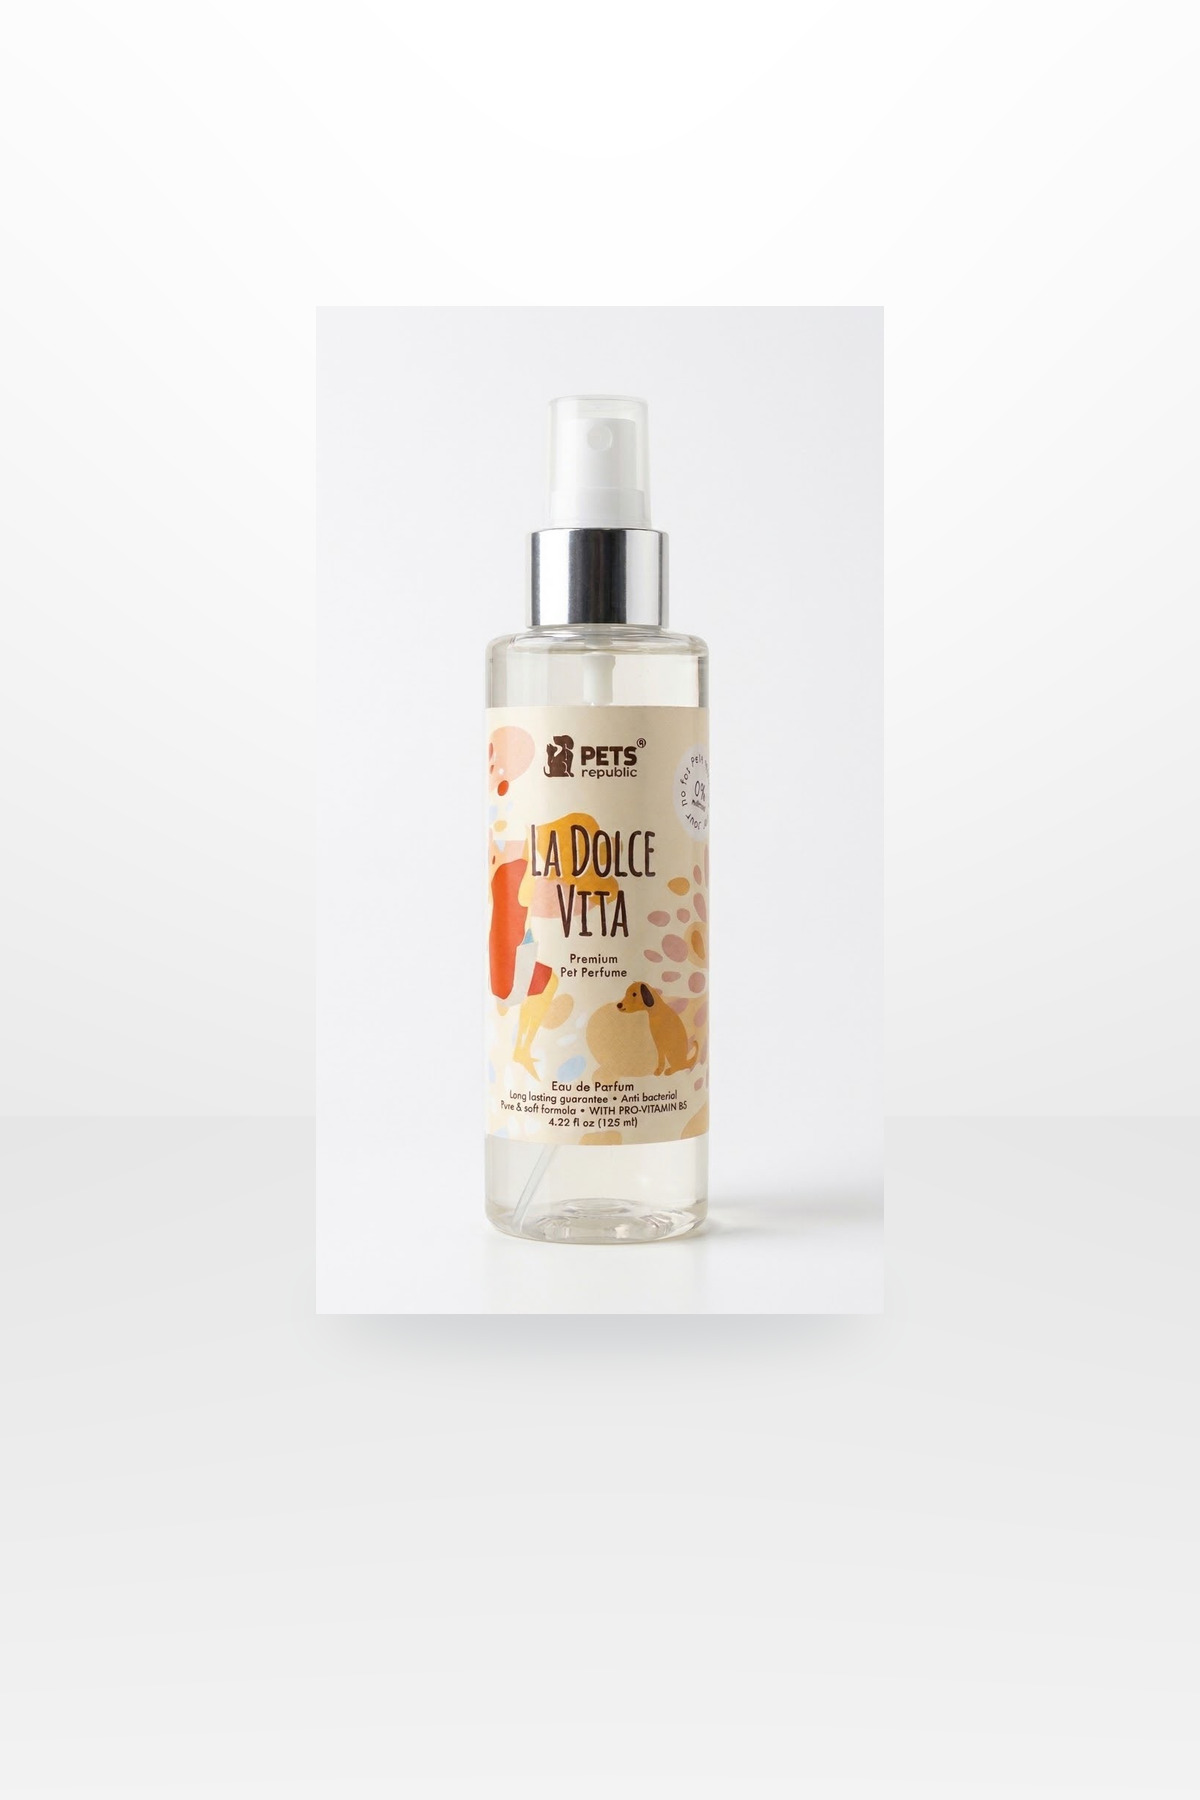 PETS®
republic
0%
LA DOLCE
VITA
Premium
Pet Perfume
Eau de Parfum
Long lasting guarantee • Anti bacterial
Pure & soft formula • WITH PRO-VITAMIN B5
4.22 fl oz (125 ml)